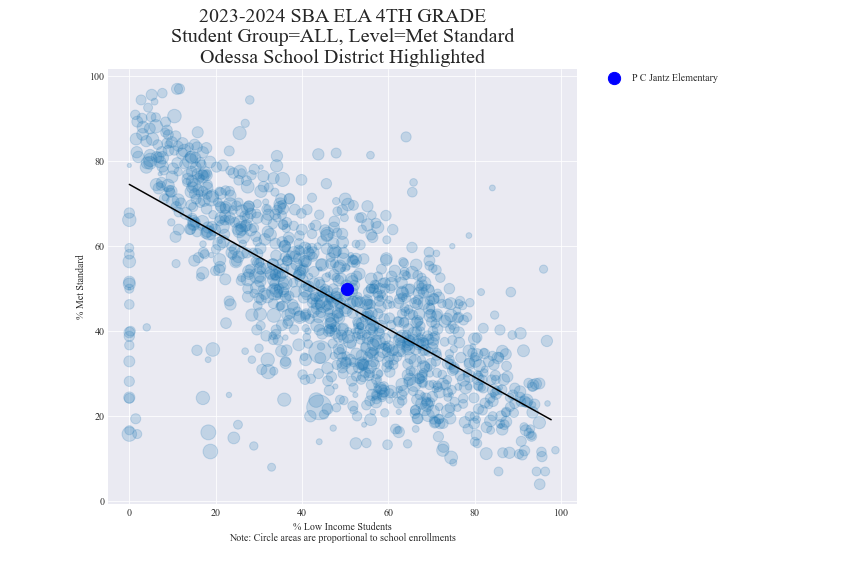 2023-2024 SBA ELA 4TH GRADE
Student Group=ALL, Level=Met Standard
Odessa School District Highlighted
P C Jantz Elementary
100
80
60
40
20
0
% Met Standard
0 20 40 60 80 100
% Low Income Students
Note: Circle areas are proportional to school enrollments